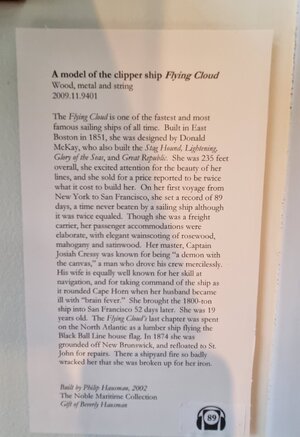 A model of the clipper ship Flying Cloud
Wood, metal and string
2009.11.9401
The Flying Cloud is one of the fastest and most
famous sailing ships of all time. Built in East
Boston in 1851, she was designed by Donald
McKay, who also built the Stag Hound, Lightening,
Glory of the Seas, and Great Republic. She was 235 feet
overall, she excited attention for the beauty of her
lines, and she sold for a price reported to be twice
what it cost to build her. On her first voyage from
New York to San Francisco, she set a record of 89
days, a time never beaten by a sailing ship although
it was twice equaled. Though she was a freight
carrier, her passenger accommodations were
elaborate, with elegant wainscoting of rosewood,
mahogany and satinwood. Her master, Captain
Josiah Cressy was known for being "a demon with
the canvas," a man who drove his crew mercilessly.
His wife is equally well known for her skill at
navigation, and for taking command of the ship as
it rounded Cape Horn when her husband became
ill with "brain fever." She brought the 1800-ton
ship into San Francisco 52 days later. She was 19
years old. The Flying Cloud's last chapter was spent
on the North Atlantic as a lumber ship flying the
Black Ball Line house flag. In 1874 she was
grounded off New Brunswick, and refloated to St.
John for repairs. There a shipyard fire so badly
wracked her that she was broken up for her iron.
Built by Philip Hausman, 2002
The Noble Maritime Collection
Gift of Beverly Hausman
89